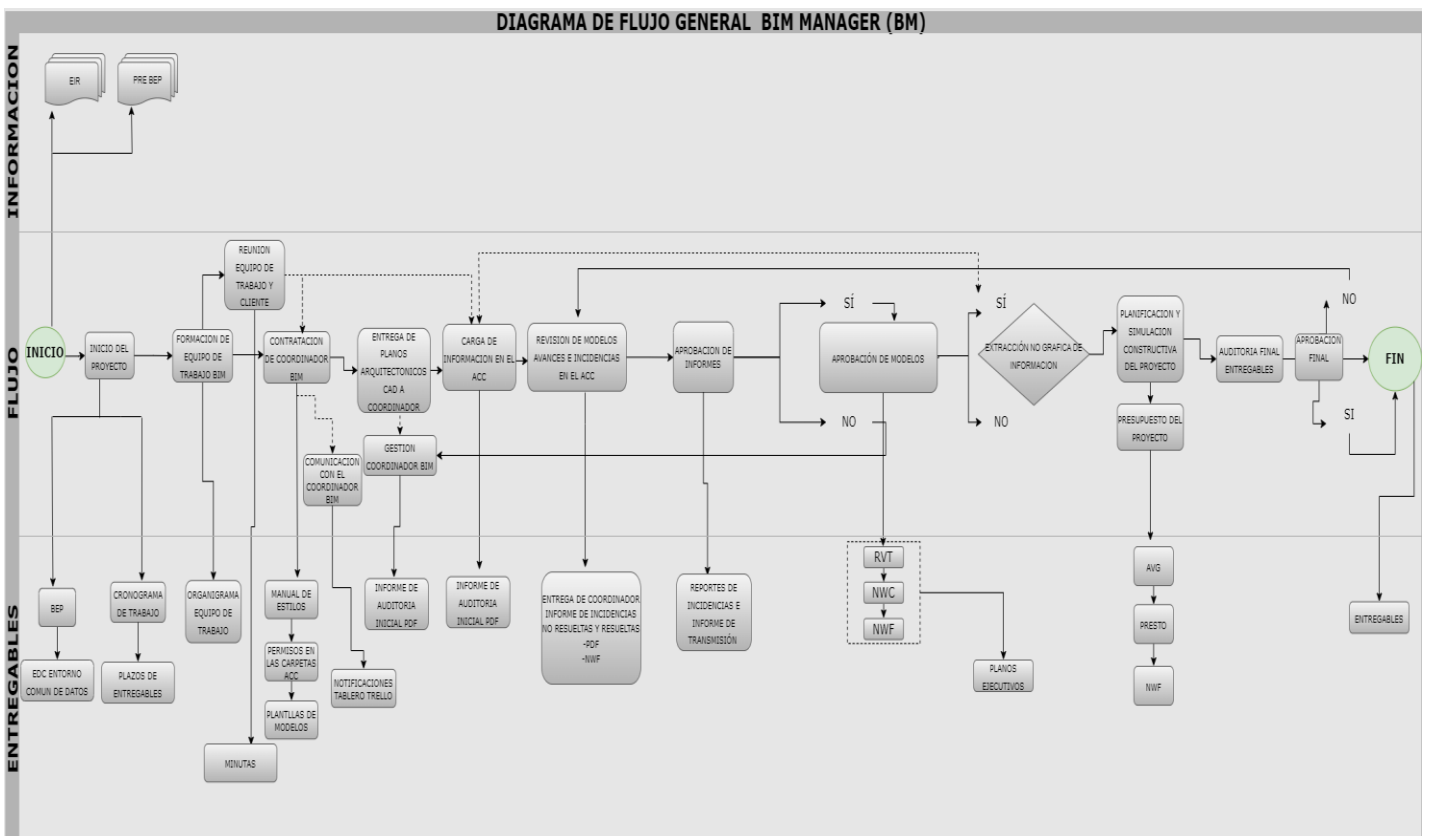 DIAGRAMA DE FLUJO GENERAL BIM MANAGER (BM)
INFORMACION
EIR
PRE BEP
FLUJO
INICIO
INICIO DEL
PROYECTO
FORMACION DE
EQUIPO DE
TRABAJO BIM
REUNION
EQUIPO DE
TRABAJO Y
CLIENTE
CONTRATACION
DE COORDINADOR
BIM
COMUNICACION
CON EL
COORDINADOR
BIM
ENTREGA DE
PLANOS
ARQUITECTONICOS
CAD A
COORDINADOR
GESTION
COORDINADOR BIM
CARGA DE
INFORMACION EN EL
ACC
REVISION DE MODELOS
AVANCES E INCIDENCIAS
EN EL ACC
APROBACION DE
INFORMES
SÍ
NO
APROBACIÓN DE MODELOS
SÍ
NO
EXTRACCIÓN NO GRAFICA DE
INFORMACION
PLANIFICACION Y
SIMULACION
CONSTRUCTIVA
DEL PROYECTO
PRESUPUESTO DEL
PROYECTO
AUDITORIA FINAL
ENTREGABLES
APROBACION
FINAL
NO
SI
FIN
ENTREGABLES
BEP
EDC ENTORNO
COMUN DE DATOS
CRONOGRAMA
DE TRABAJO
PLAZOS DE
ENTREGABLES
ORGANIGRAMA
EQUIPO DE
TRABAJO
MINUTAS
MANUAL DE
ESTILOS
PERMISOS EN
LAS CARPETAS
ACC
PLANTLLAS DE
MODELOS
NOTIFICACIONES
TABLERO TRELLO
INFORME DE
AUDITORIA
INICIAL PDF
INFORME DE
AUDITORIA
INICIAL PDF
ENTREGA DE COORDINADOR
INFORME DE INCIDENCIAS
NO RESUELTAS Y RESUELTAS
-PDF
-NWF
REPORTES DE
INCIDENCIAS E
INFORME DE
TRANSMISIÓN
RVT
NWC
NWF
PLANOS
EJECUTIVOS
AVG
PRESTO
NWF
ENTREGABLES